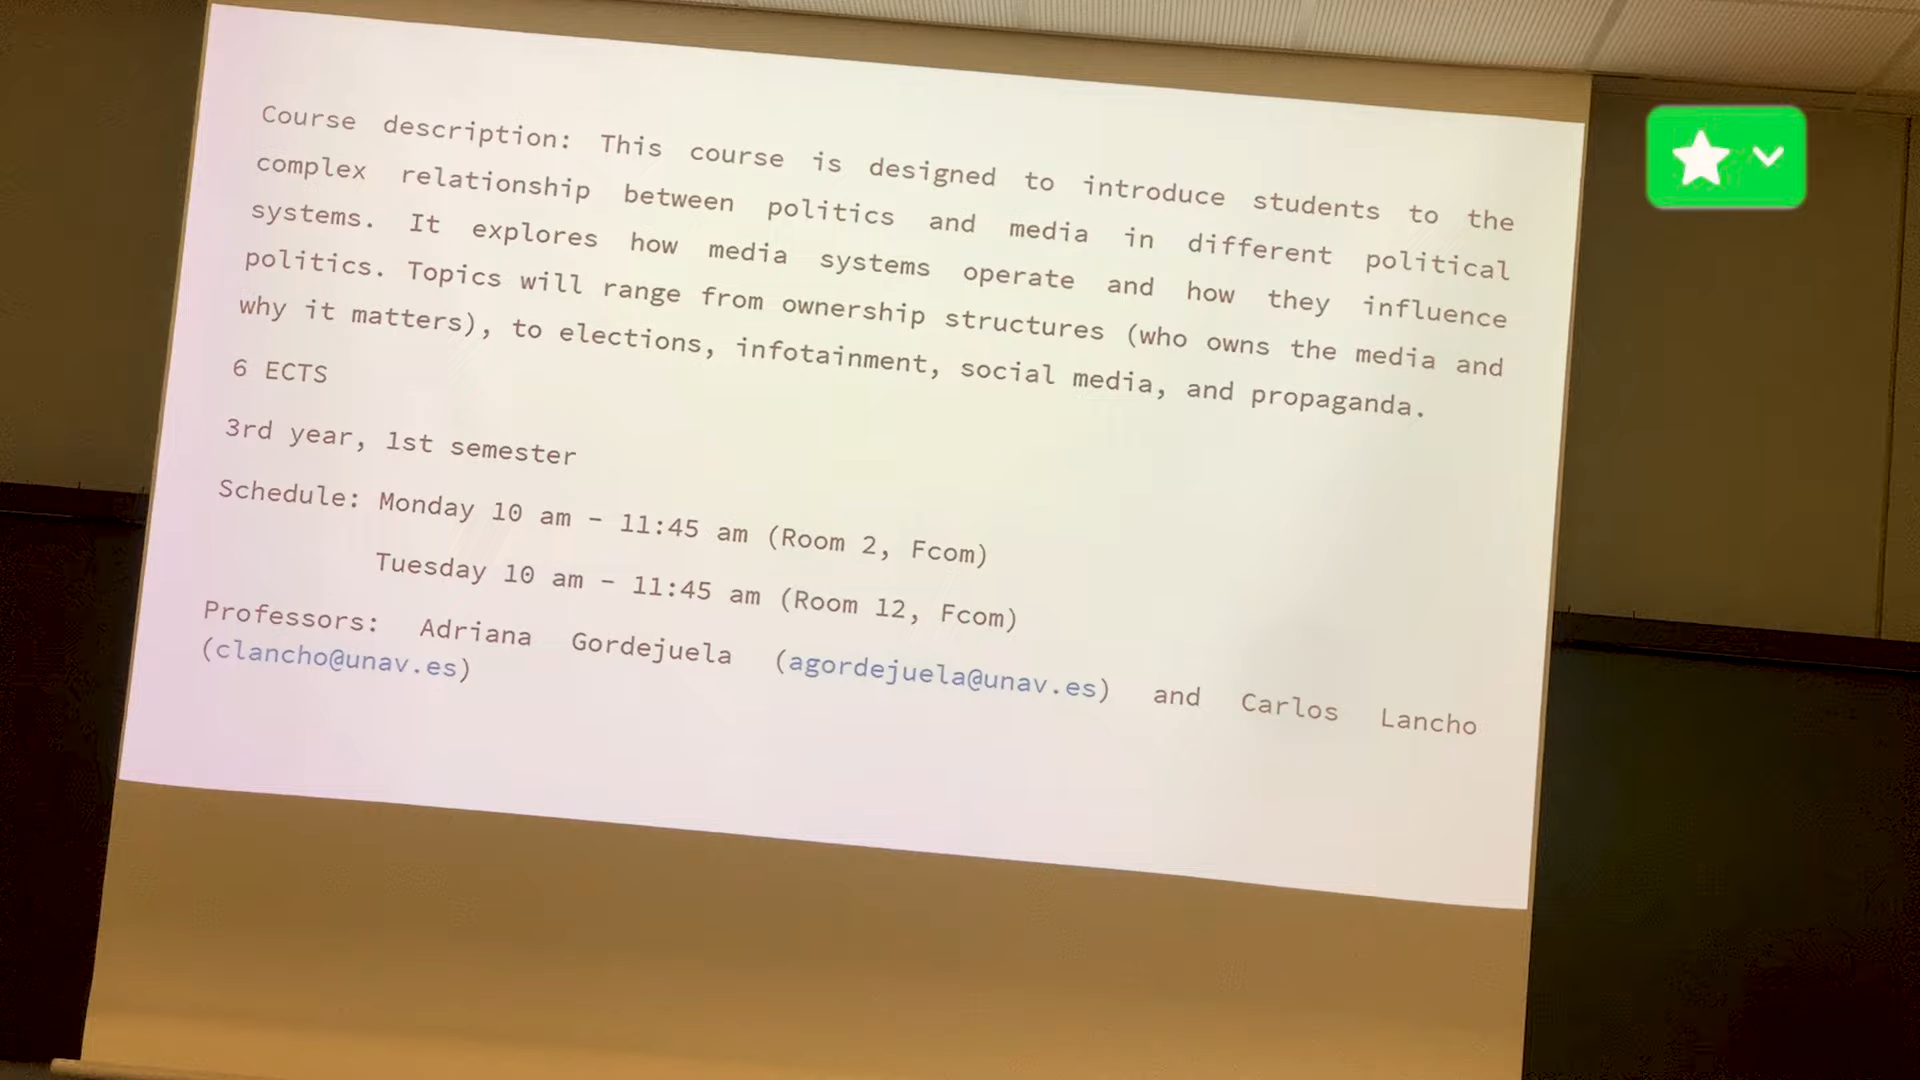 Course description: This course is designed to introduce students to the
complex relationship between politics and media in different political
systems. It explores how media systems operate and how they influence
politics. Topics will range from ownership structures (who owns the media and
why it matters), to elections, infotainment, social media, and propaganda.
6 ECTS
3rd year, 1st semester
Schedule: Monday 10 am – 11:45 am (Room 2, Fcom)
Tuesday 10 am – 11:45 am (Room 12, Fcom)
Professors: Adriana Gordejuela (agordejuela@unav.es) and Carlos Lancho
(clancho@unav.es)